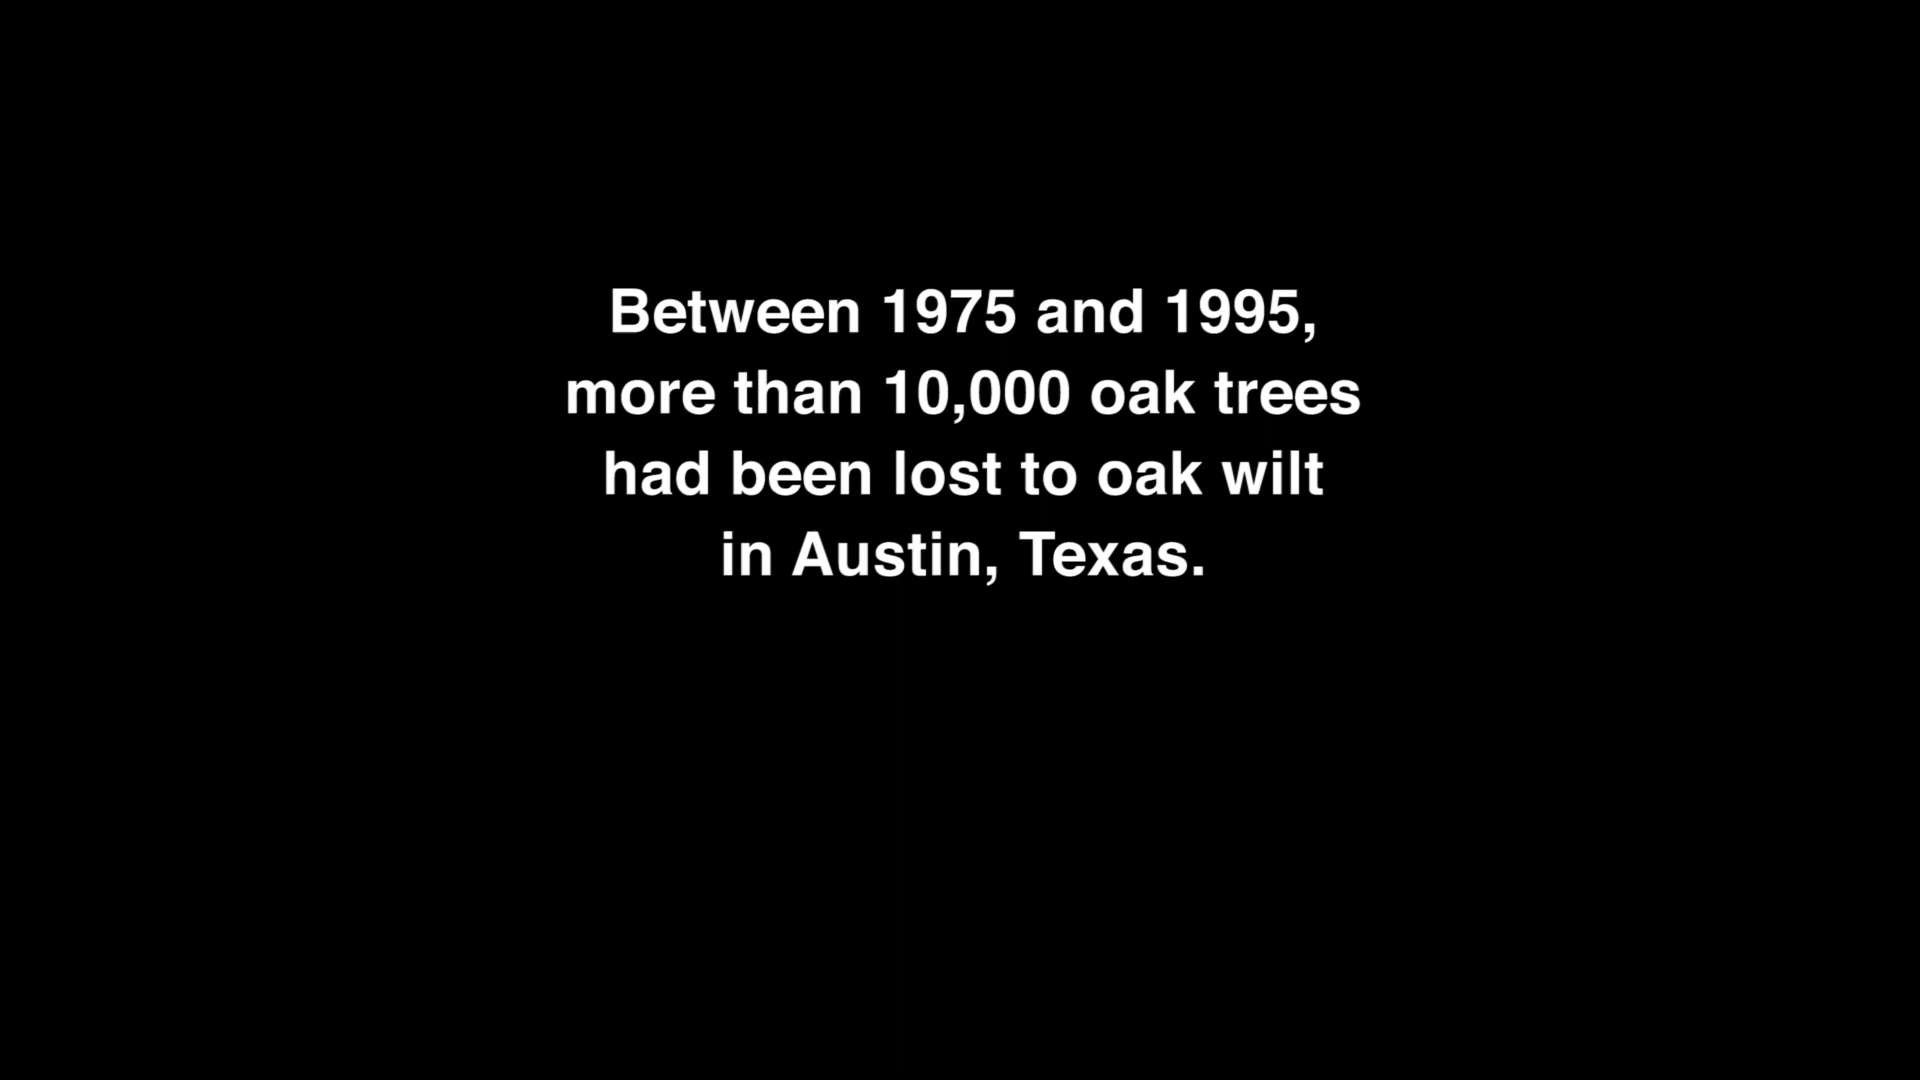 Between 1975 and 1995,
more than 10,000 oak trees
had been lost to oak wilt
in Austin, Texas.